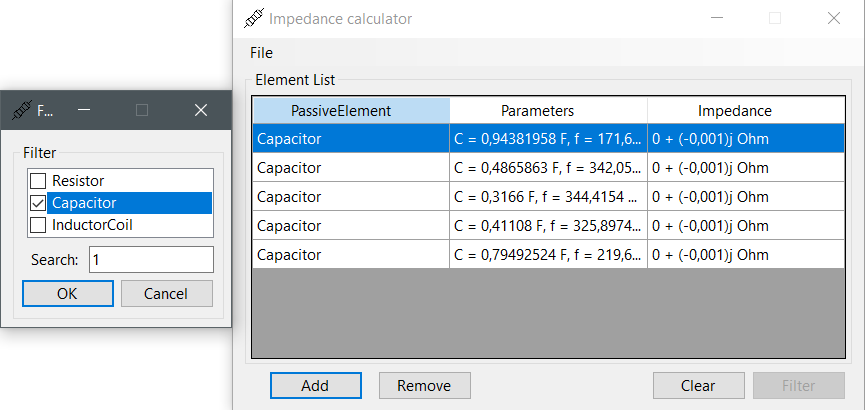 F...
Filter
Resistor
Capacitor
InductorCoil
Search: 1
OK Cancel
Impedance calculator
File
Element List
PassiveElement Parameters Impedance
Capacitor C = 0,94381958 F, f = 171,6... 0 + (-0,001)j Ohm
Capacitor C = 0,4865863 F, f = 342,05... 0 + (-0,001)j Ohm
Capacitor C = 0,3166 F, f = 344,4154 ... 0 + (-0,001)j Ohm
Capacitor C = 0,41108 F, f = 325,8974... 0 + (-0,001)j Ohm
Capacitor C = 0,79492524 F, f = 219,6... 0 + (-0,001)j Ohm
Add Remove Clear Filter